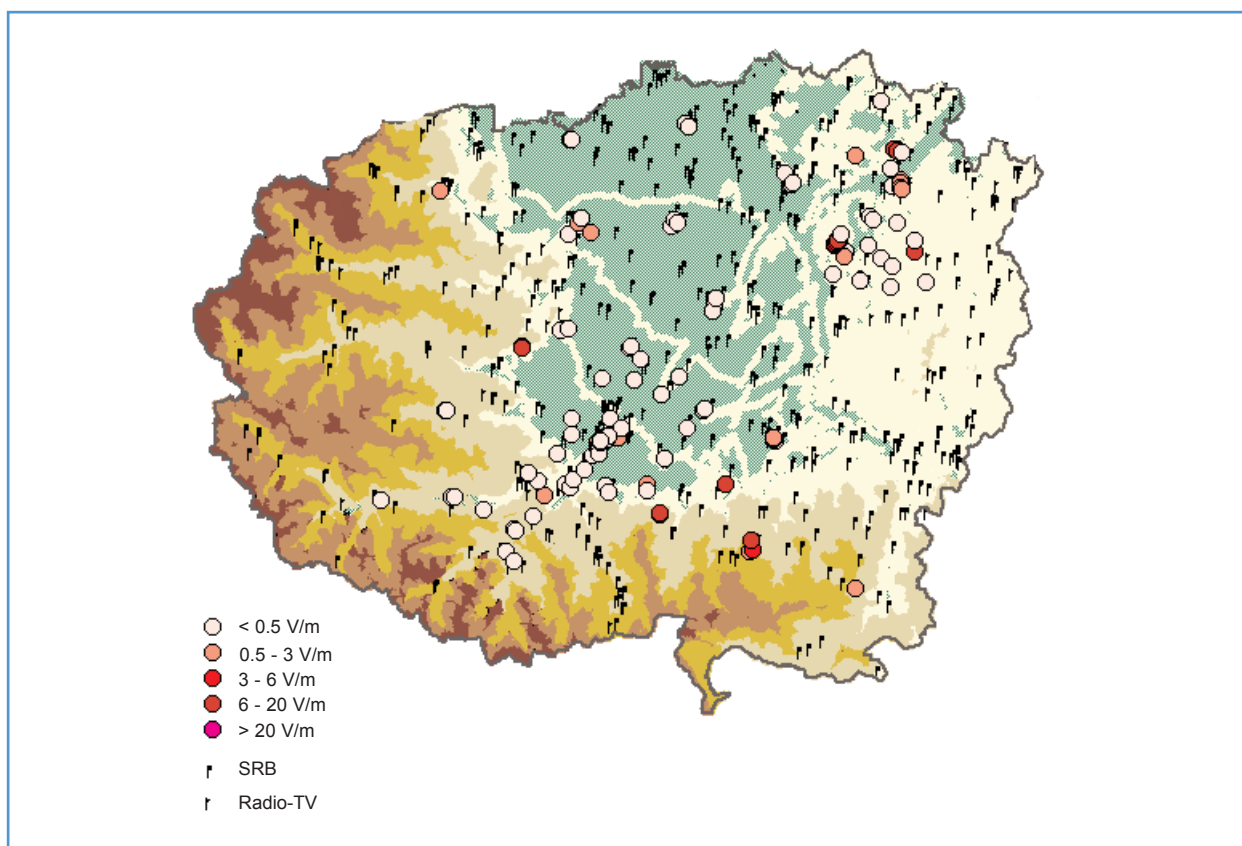 < 0.5 V/m
0.5 - 3 V/m
3 - 6 V/m
6 - 20 V/m
> 20 V/m
SRB
Radio-TV